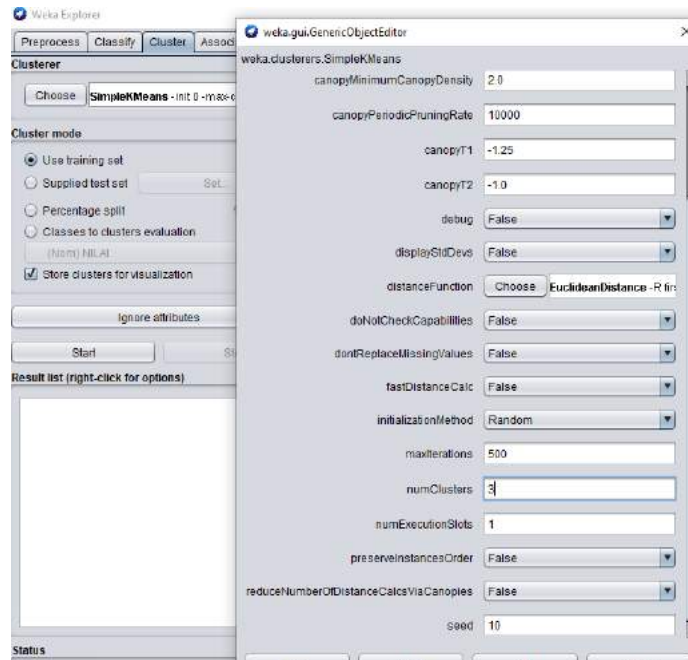 Weka Explorer
Preprocess Classify Cluster Associ
Clusterer
Choose SimpleKMeans -init 0 -max-c
Cluster mode
Use training set
Supplied test set Set...
Percentage split
Classes to clusters evaluation
(Nom) NILAI
Store clusters for visualization
Ignore attributes
Start
Result list (right-click for options)
Status
weka.gui.GenericObjectEditor
weka.clusterers.SimpleKMeans
canopyMinimumCanopyDensity 2.0
canopyPeriodicPruningRate 10000
canopyT1 -1.25
canopyT2 -1.0
debug False
displayStdDevs False
distanceFunction Choose EuclideanDistance -R firs
doNotCheckCapabilities False
dontReplaceMissingValues False
fastDistanceCalc False
initializationMethod Random
maxIterations 500
numClusters 3
numExecutionSlots 1
preserveInstancesOrder False
reduceNumberOfDistanceCalcsViaCanopies False
seed 10